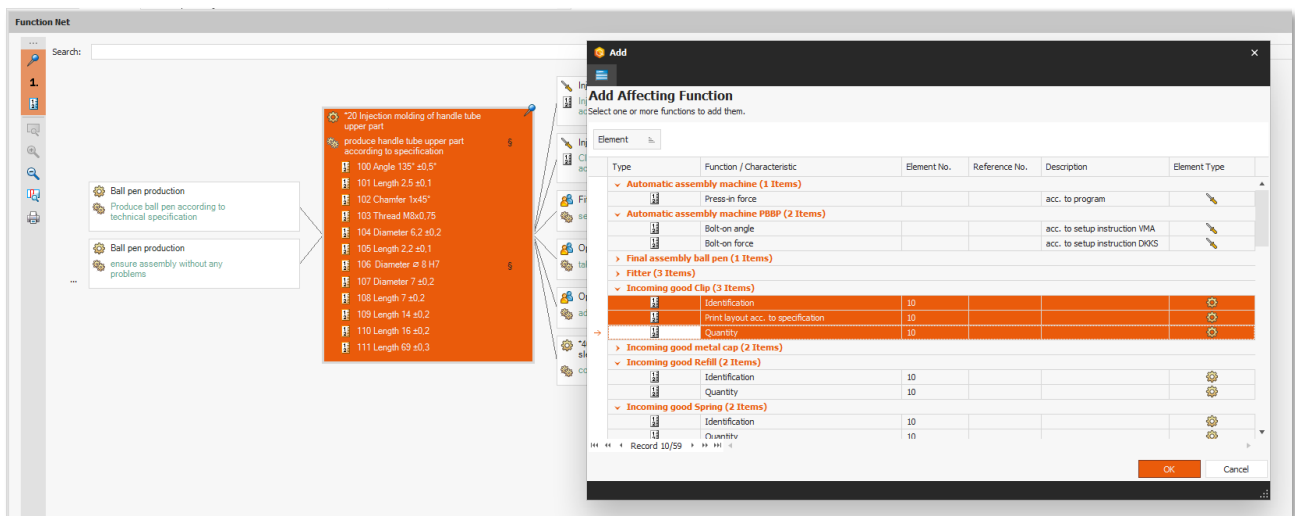 Function Net
...
Search:
1.
Ball pen production
Produce ball pen according to
technical specification
Ball pen production
ensure assembly without any
problems
...
"20 Injection molding of handle tube
upper part
produce handle tube upper part
according to specification
§
100 Angle 135° ±0,5°
101 Length 2,5 ±0.1
102 Chamfer 1x45°
103 Thread M8x0,75
104 Diameter 6,2 ±0,2
105 Length 2,2 ±0,1
106 Diameter ⌀ 8 H7
§
107 Diameter 7 ±0,2
108 Length 7 ±0,2
109 Length 14 ±0,2
110 Length 16 ±0,2
111 Length 69 ±0,3
Add
Add Affecting Function
Select one or more functions to add them.
Element
Type Function / Characteristic Element No. Reference No. Description Element Type
Automatic assembly machine (1 Items)
Press-in force acc. to program
Automatic assembly machine PBBP (2 Items)
Bolt-on angle acc. to setup instruction VMA
Bolt-on force acc. to setup instruction DKKS
Final assembly ball pen (1 Items)
Fitter (3 Items)
Incoming good Clip (3 Items)
Identification 10
Print layout acc. to specification 10
Quantity 10
Incoming good metal cap (2 Items)
Incoming good Refill (2 Items)
Identification 10
Quantity 10
Incoming good Spring (2 Items)
Identification 10
Quantity 10
Record 10/59
OK Cancel